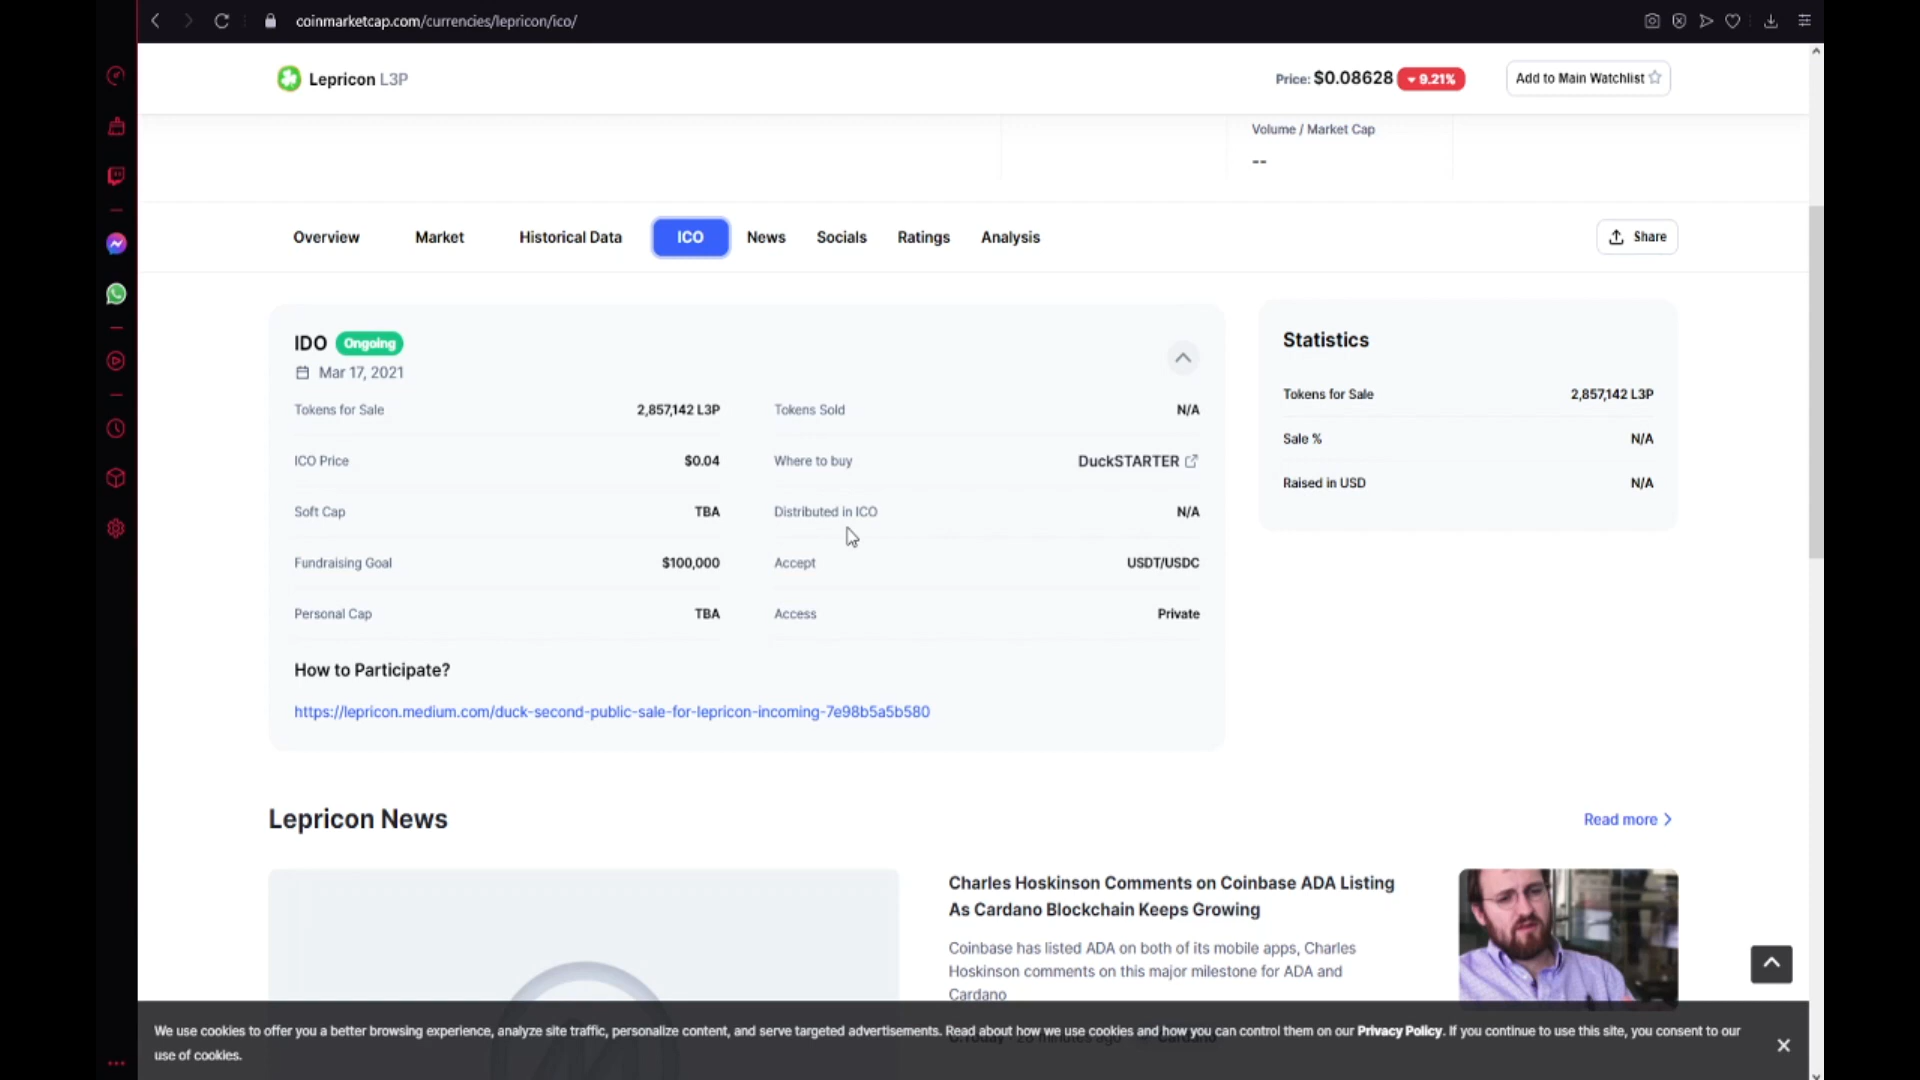 coinmarketcap.com/currencies/lepricon/ico/
Lepricon L3P
Price: $0.08628 9.21%
Add to Main Watchlist
Volume / Market Cap
--
Overview Market Historical Data ICO News Socials Ratings Analysis
Share
IDO Ongoing
Mar 17, 2021
Tokens for Sale 2,857,142 L3P
Tokens Sold N/A
ICO Price $0.04
Where to buy DuckSTARTER
Soft Cap TBA
Distributed in ICO N/A
Fundraising Goal $100,000
Accept USDT/USDC
Personal Cap TBA
Access Private
How to Participate?
https://lepricon.medium.com/duck-second-public-sale-for-lepricon-incoming-7e98b5a5b580
Statistics
Tokens for Sale 2,857,142 L3P
Sale % N/A
Raised in USD N/A
Lepricon News
Read more
Charles Hoskinson Comments on Coinbase ADA Listing
As Cardano Blockchain Keeps Growing
Coinbase has listed ADA on both of its mobile apps, Charles
Hoskinson comments on this major milestone for ADA and
Cardano
U.Today 23 minutes ago Cardano
We use cookies to offer you a better browsing experience, analyze site traffic, personalize content, and serve targeted advertisements. Read about how we use cookies and how you can control them on our Privacy Policy. If you continue to use this site, you consent to our
use of cookies.